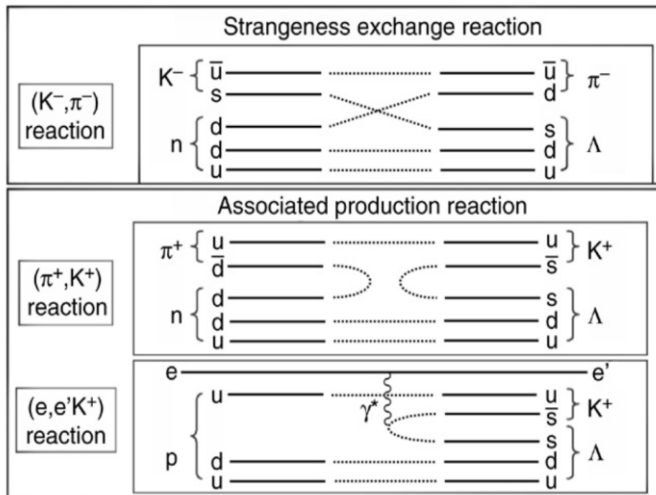 Strangeness exchange reaction
(K⁻,π⁻)
reaction
K⁻ { u̅ u̅ } π⁻
s d
n { d s } Λ
d d
u u
Associated production reaction
(π⁺,K⁺)
reaction
π⁺ { u u } K⁺
d̅ s̅
n { d s } Λ
d d
u u
(e,e'K⁺)
reaction
e e'
p { u γ* u } K⁺
s̅
s } Λ
d d
u u